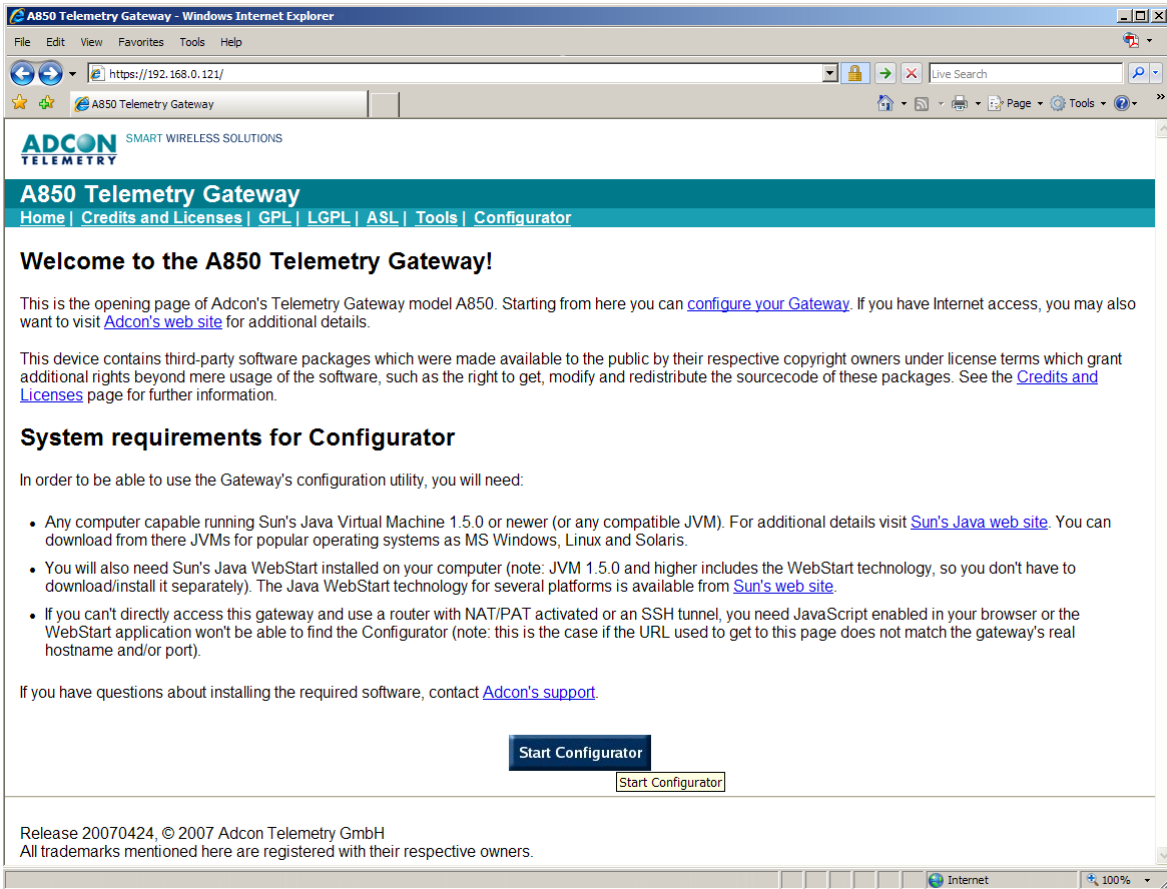 A850 Telemetry Gateway - Windows Internet Explorer
File Edit View Favorites Tools Help
https://192.168.0.121/
Live Search
A850 Telemetry Gateway
Page Tools
ADCON TELEMETRY
SMART WIRELESS SOLUTIONS
A850 Telemetry Gateway
Home | Credits and Licenses | GPL | LGPL | ASL | Tools | Configurator
Welcome to the A850 Telemetry Gateway!
This is the opening page of Adcon's Telemetry Gateway model A850. Starting from here you can configure your Gateway. If you have Internet access, you may also
want to visit Adcon's web site for additional details.
This device contains third-party software packages which were made available to the public by their respective copyright owners under license terms which grant
additional rights beyond mere usage of the software, such as the right to get, modify and redistribute the sourcecode of these packages. See the Credits and
Licenses page for further information.
System requirements for Configurator
In order to be able to use the Gateway's configuration utility, you will need:
• Any computer capable running Sun's Java Virtual Machine 1.5.0 or newer (or any compatible JVM). For additional details visit Sun's Java web site. You can
download from there JVMs for popular operating systems as MS Windows, Linux and Solaris.
• You will also need Sun's Java WebStart installed on your computer (note: JVM 1.5.0 and higher includes the WebStart technology, so you don't have to
download/install it separately). The Java WebStart technology for several platforms is available from Sun's web site.
• If you can't directly access this gateway and use a router with NAT/PAT activated or an SSH tunnel, you need JavaScript enabled in your browser or the
WebStart application won't be able to find the Configurator (note: this is the case if the URL used to get to this page does not match the gateway's real
hostname and/or port).
If you have questions about installing the required software, contact Adcon's support.
Start Configurator
Start Configurator
Release 20070424, © 2007 Adcon Telemetry GmbH
All trademarks mentioned here are registered with their respective owners.
Internet
100%